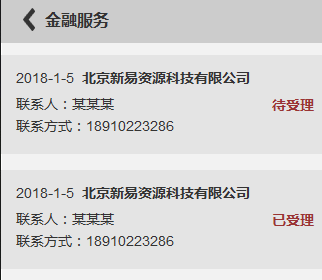 金融服务
2018-1-5 北京新易资源科技有限公司
联系人：某某某 待受理
联系方式：18910223286
2018-1-5 北京新易资源科技有限公司
联系人：某某某 已受理
联系方式：18910223286